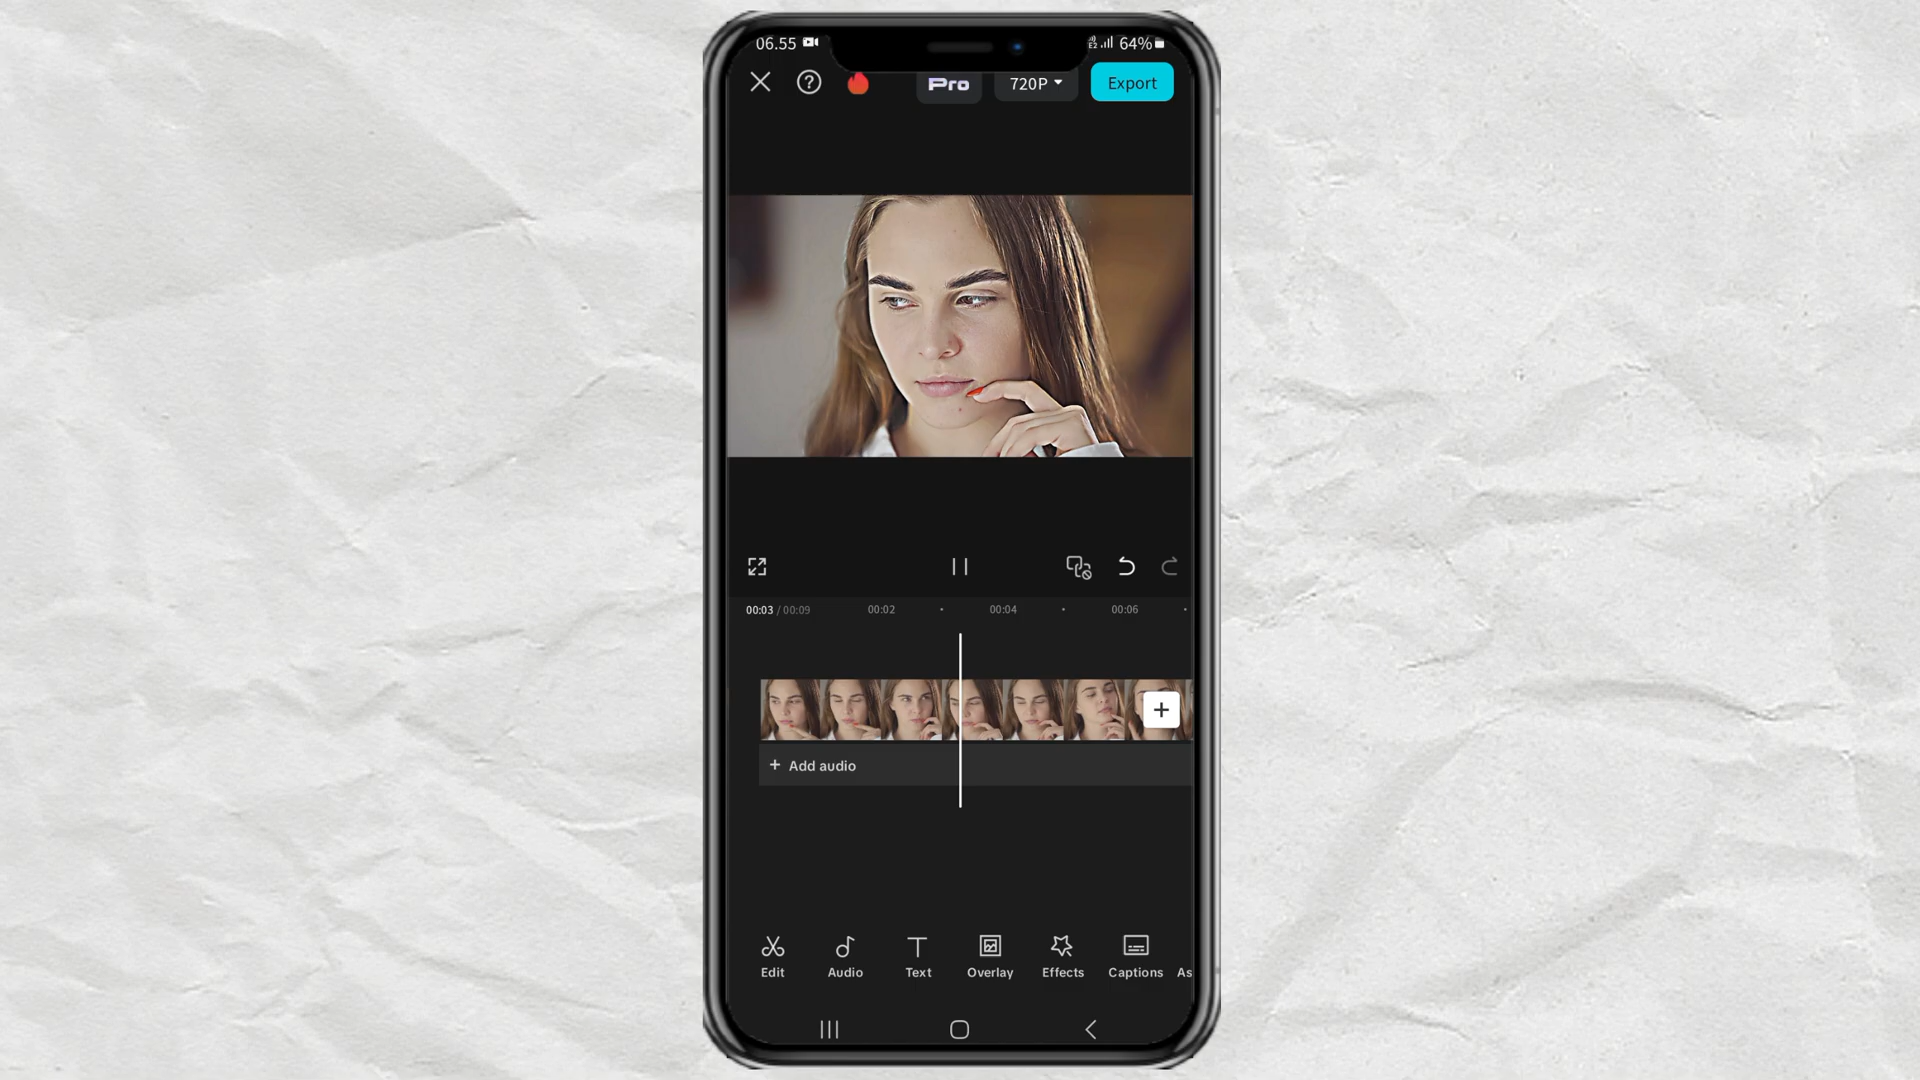 06.55 64%
Pro 720P Export
00:03 / 00:09 00:02 00:04 00:06
+ Add audio
Edit Audio Text Overlay Effects Captions As